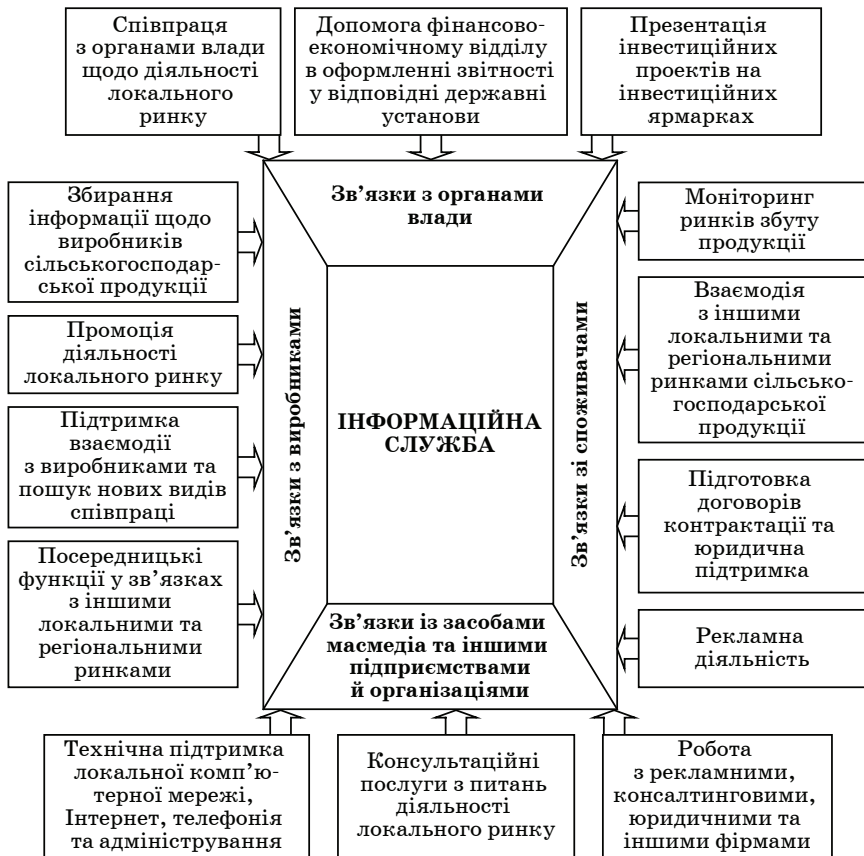 Співпраця
з органами влади
щодо діяльності
локального
ринку
Допомога фінансово-
економічному відділу
в оформленні звітності
у відповідні державні
установи
Презентація
інвестиційних
проектів на
інвестиційних
ярмарках
Збирання
інформації щодо
виробників
сільськогосподар-
ської продукції
Промоція
діяльності
локального ринку
Підтримка
взаємодії
з виробниками та
пошук нових видів
співпраці
Посередницькі
функції у зв’язках
з іншими
локальними та
регіональними
ринками
Зв’язки з органами
влади
Зв’язки з виробниками
ІНФОРМАЦІЙНА
СЛУЖБА
Зв’язки зі споживачами
Зв’язки із засобами
масмедіа та іншими
підприємствами
й організаціями
Моніторинг
ринків збуту
продукції
Взаємодія
з іншими
локальними та
регіональними
ринками сільсько-
господарської
продукції
Підготовка
договорів
контрактації та
юридична
підтримка
Рекламна
діяльність
Технічна підтримка
локальної комп’ю-
терної мережі,
Інтернет, телефонія
та адміністрування
Консультаційні
послуги з питань
діяльності
локального ринку
Робота
з рекламними,
консалтинговими,
юридичними та
іншими фірмами